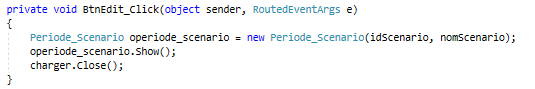 private void BtnEdit_Click(object sender, RoutedEventArgs e)
{
Periode_Scenario operiode_scenario = new Periode_Scenario(idScenario, nomScenario);
operiode_scenario.Show();
charger.Close();
}